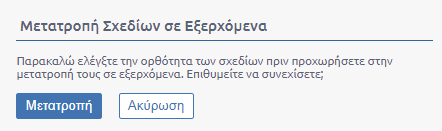 Μετατροπή Σχεδίων σε Εξερχόμενα
Παρακαλώ ελέγξτε την ορθότητα των σχεδίων πριν προχωρήσετε στην
μετατροπή τους σε εξερχόμενα. Επιθυμείτε να συνεχίσετε;
Μετατροπή Ακύρωση